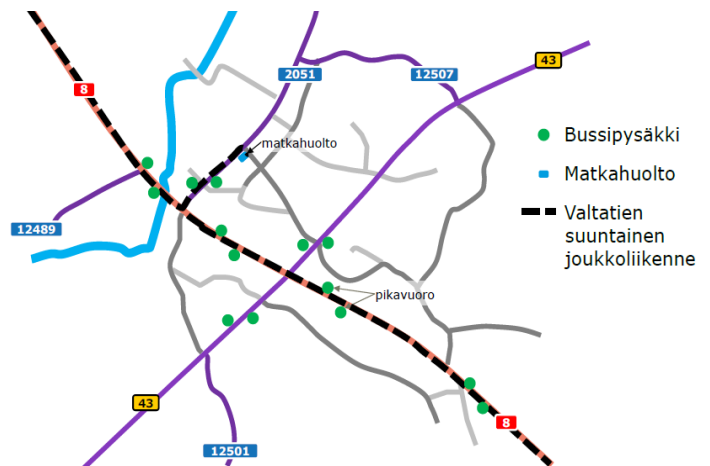 43
2051
12507
8
Bussipysäkki
matkahuolto
Matkahuolto
Valtatien
suuntainen
joukkoliikenne
12489
pikavuoro
43
8
12501